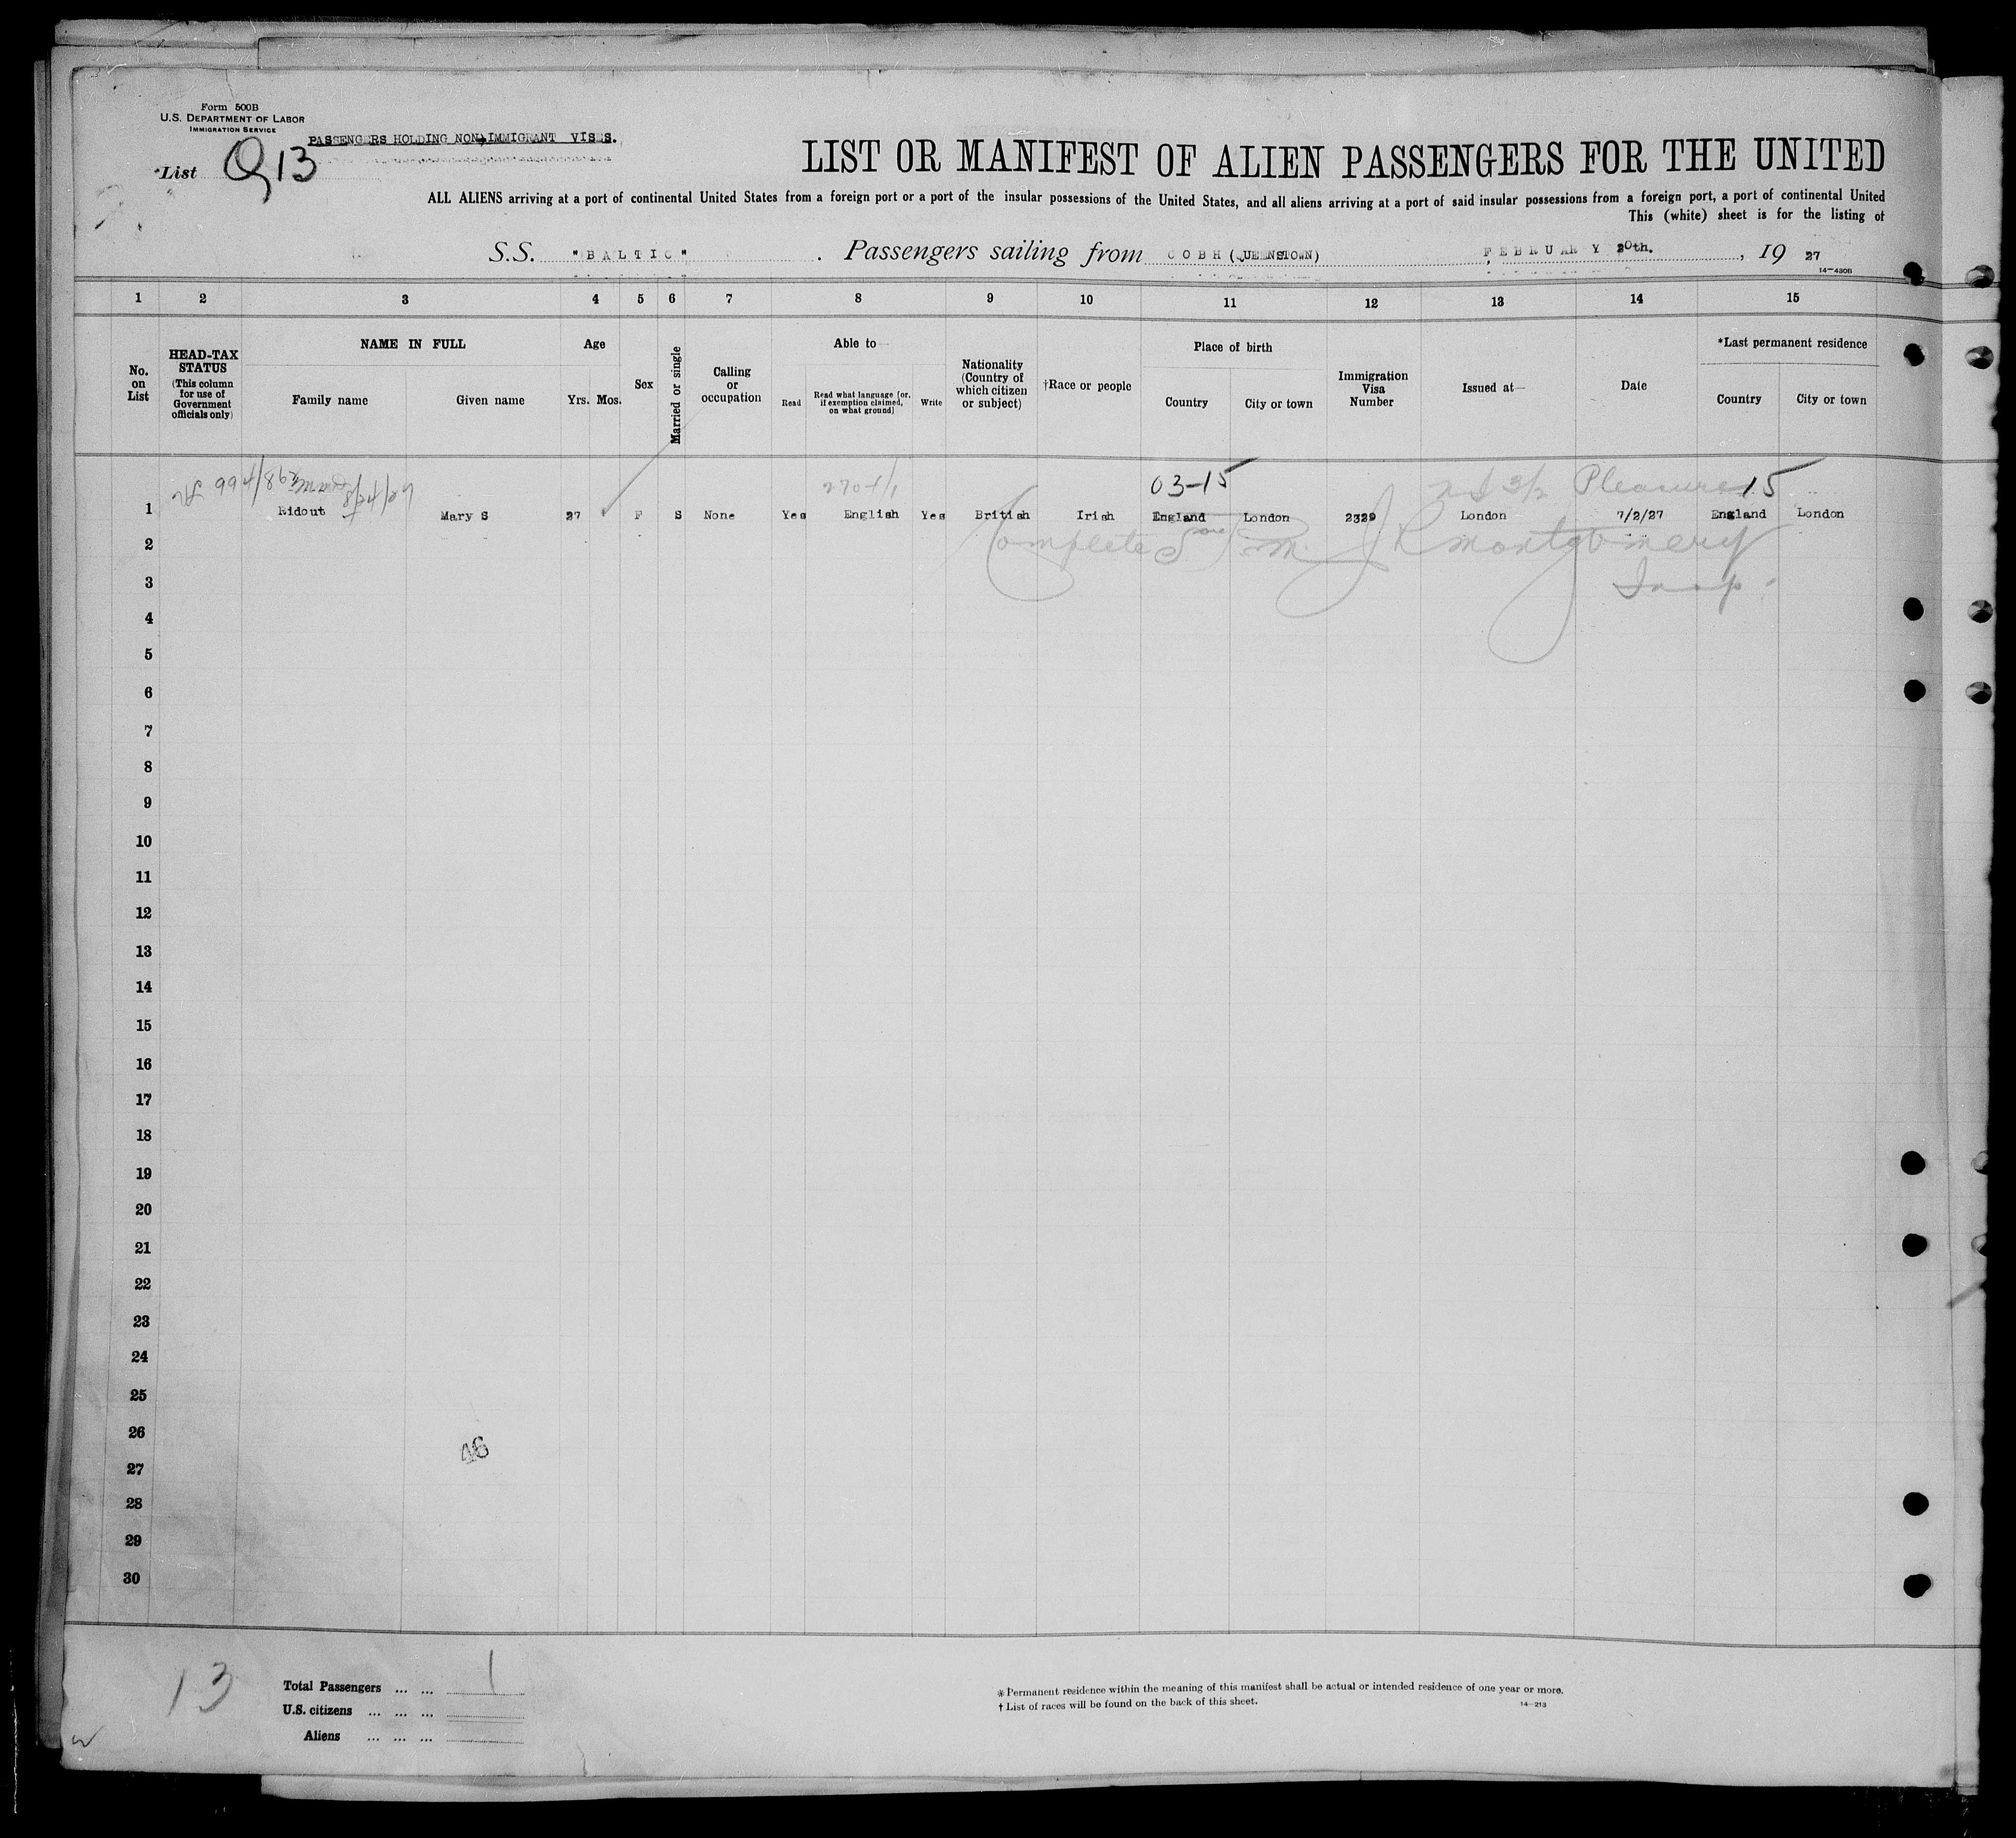 Form 500B
U.S. DEPARTMENT OF LABOR
IMMIGRATION SERVICE
PASSENGERS HOLDING NON-IMMIGRANT VISES.
*List Q 13
LIST OR MANIFEST OF ALIEN PASSENGERS FOR THE UNITED
ALL ALIENS arriving at a port of continental United States from a foreign port or a port of the insular possessions of the United States, and all aliens arriving at a port of said insular possessions from a foreign port, a port of continental United
This (white) sheet is for the listing of
S.S. "BALTIC". Passengers sailing from COBH (QUEENSTOWN) FEBRUARY 20th., 19 27
14-430B
1 2 3 4 5 6 7 8 9 10 11 12 13 14 15
No. on List
HEAD-TAX STATUS
(This column for use of Government officials only)
NAME IN FULL
Family name Given name
Age
Yrs. Mos.
Sex
Married or single
Calling or occupation
Able to—
Read
Read what language [or, if exemption claimed, on what ground]
Write
Nationality (Country of which citizen or subject)
†Race or people
Place of birth
Country City or town
Immigration Visa Number
Issued at—
Date
*Last permanent residence
Country City or town
03-15 Pleasure 15
1 Ridout Mary S 27 F S None Yes English Yes British Irish England London 2329 London 7/2/27 England London
Complete J R Montgomery
Insp.
2
3
4
5
6
7
8
9
10
11
12
13
14
15
16
17
18
19
20
21
22
23
24
25
26
46
27
28
29
30
13
Total Passengers ... ... 1
U.S. citizens ... ... ...
Aliens ... ... ...
* Permanent residence within the meaning of this manifest shall be actual or intended residence of one year or more.
† List of races will be found on the back of this sheet.
14-213